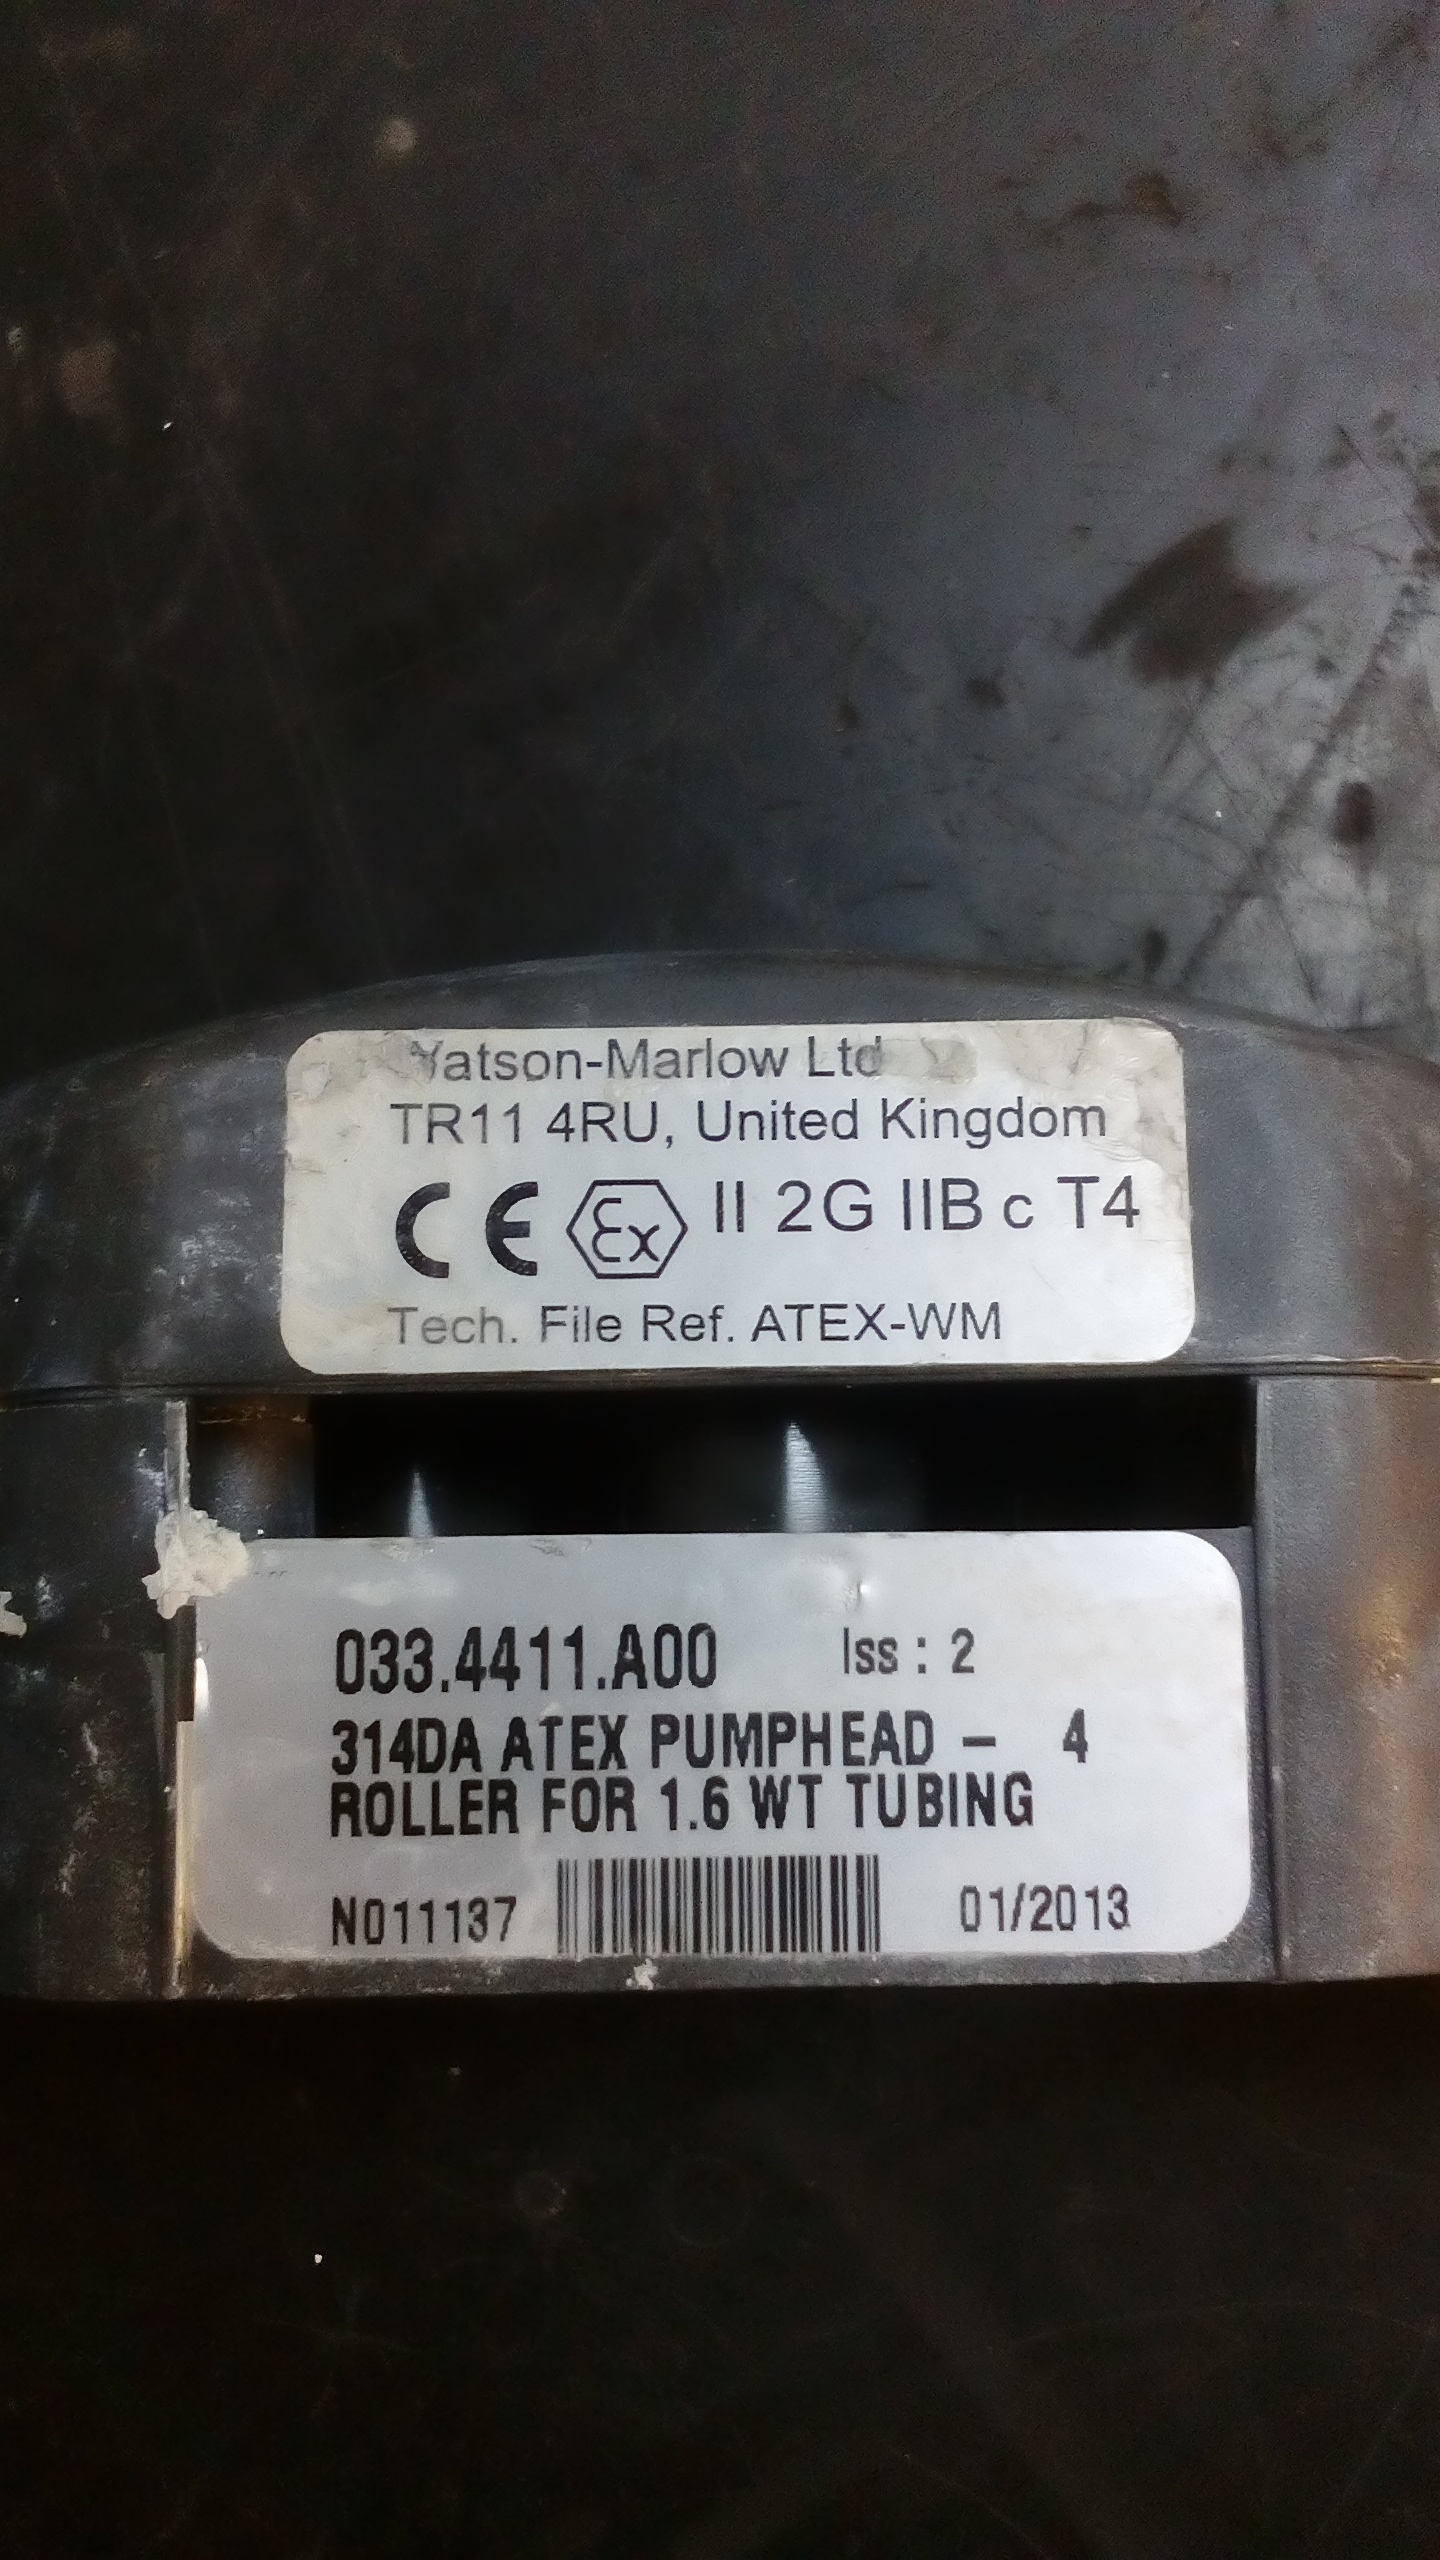 Watson-Marlow Ltd
TR11 4RU, United Kingdom
CE Ex II 2G IIB c T4
Tech. File Ref. ATEX-WM
033.4411.A00 Iss : 2
314DA ATEX PUMPHEAD - 4
ROLLER FOR 1.6 WT TUBING
N011137 01/2013